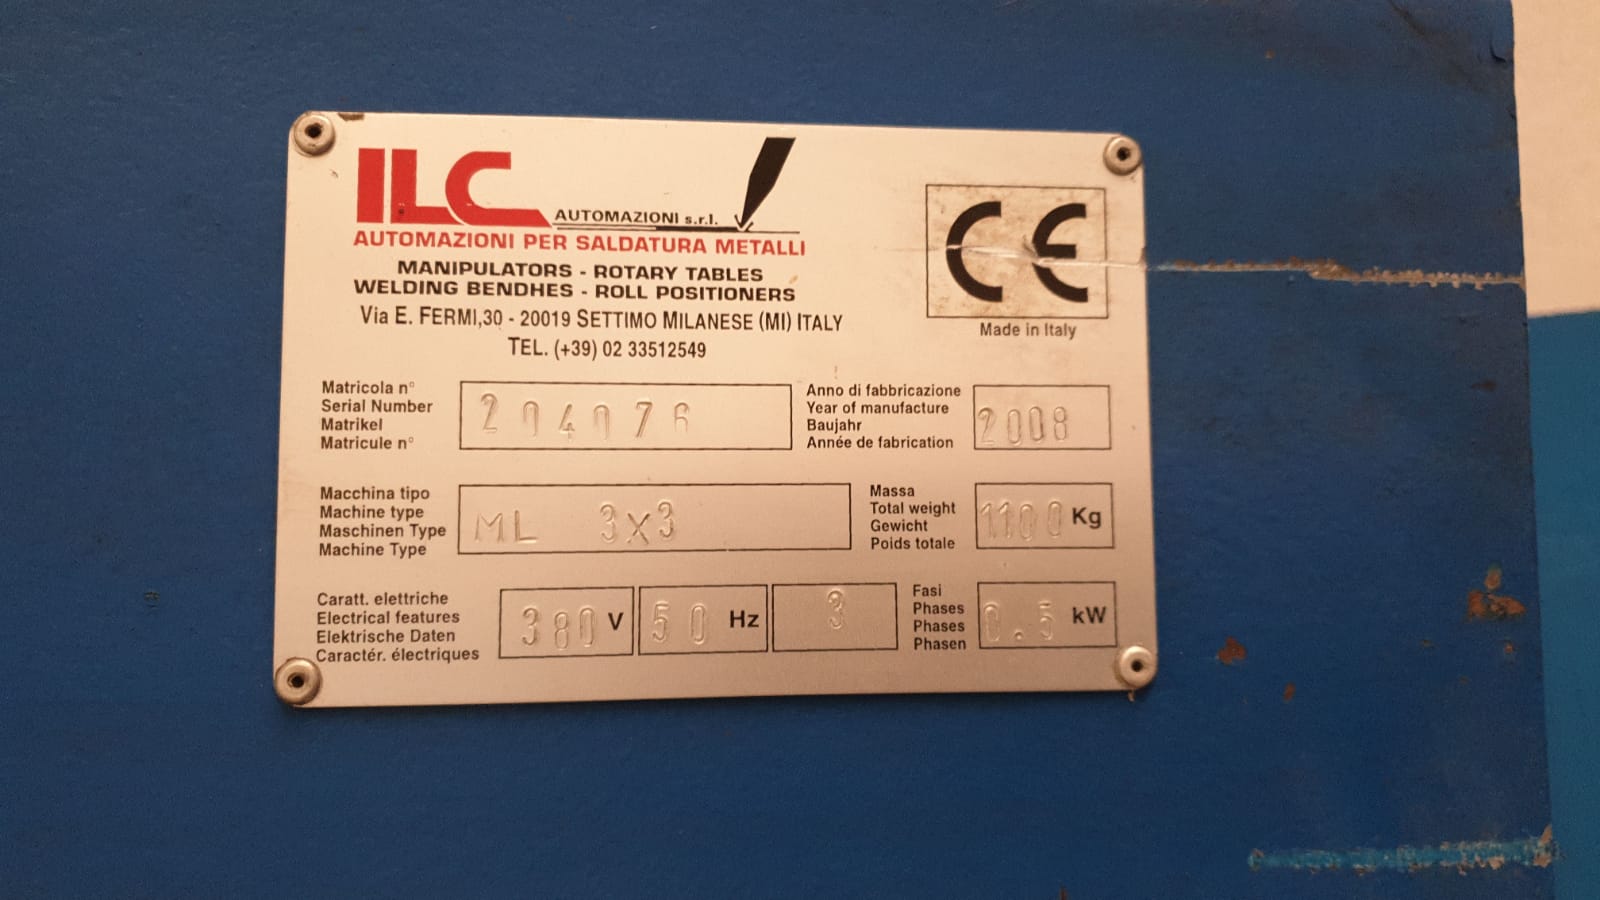 ILC AUTOMAZIONI s.r.l.
AUTOMAZIONI PER SALDATURA METALLI
MANIPULATORS - ROTARY TABLES
WELDING BENDHES - ROLL POSITIONERS
Via E. FERMI,30 - 20019 SETTIMO MILANESE (MI) ITALY
TEL. (+39) 02 33512549
CE
Made in Italy
Matricola n°
Serial Number
Matrikel
Matricule n°
204076
Anno di fabbricazione
Year of manufacture
Baujahr
Année de fabrication
2008
Macchina tipo
Machine type
Maschinen Type
Machine Type
ML 3x3
Massa
Total weight
Gewicht
Poids totale
1100 Kg
Caratt. elettriche
Electrical features
Elektrische Daten
Caractér. électriques
380 V
50 Hz
3
Fasi
Phases
Phases
Phasen
0.5 kW